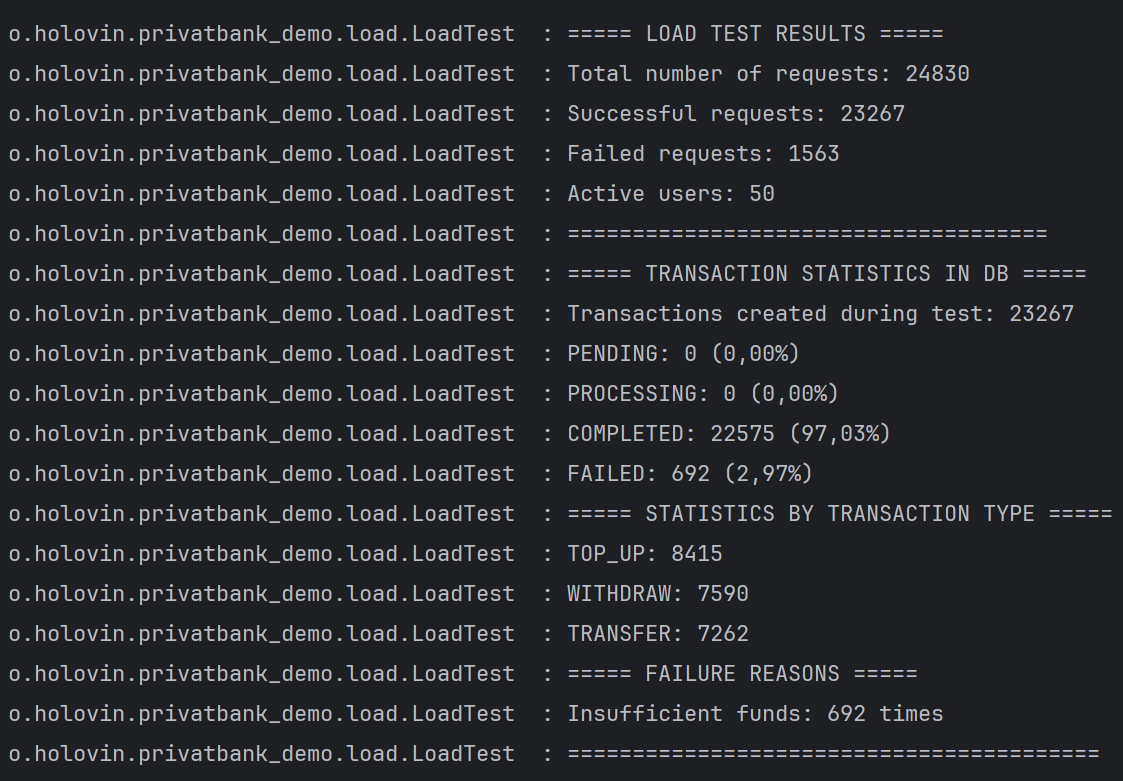 o.holovin.privatbank_demo.load.LoadTest : ===== LOAD TEST RESULTS =====
o.holovin.privatbank_demo.load.LoadTest : Total number of requests: 24830
o.holovin.privatbank_demo.load.LoadTest : Successful requests: 23267
o.holovin.privatbank_demo.load.LoadTest : Failed requests: 1563
o.holovin.privatbank_demo.load.LoadTest : Active users: 50
o.holovin.privatbank_demo.load.LoadTest : =====================================
o.holovin.privatbank_demo.load.LoadTest : ===== TRANSACTION STATISTICS IN DB =====
o.holovin.privatbank_demo.load.LoadTest : Transactions created during test: 23267
o.holovin.privatbank_demo.load.LoadTest : PENDING: 0 (0,00%)
o.holovin.privatbank_demo.load.LoadTest : PROCESSING: 0 (0,00%)
o.holovin.privatbank_demo.load.LoadTest : COMPLETED: 22575 (97,03%)
o.holovin.privatbank_demo.load.LoadTest : FAILED: 692 (2,97%)
o.holovin.privatbank_demo.load.LoadTest : ===== STATISTICS BY TRANSACTION TYPE =====
o.holovin.privatbank_demo.load.LoadTest : TOP_UP: 8415
o.holovin.privatbank_demo.load.LoadTest : WITHDRAW: 7590
o.holovin.privatbank_demo.load.LoadTest : TRANSFER: 7262
o.holovin.privatbank_demo.load.LoadTest : ===== FAILURE REASONS =====
o.holovin.privatbank_demo.load.LoadTest : Insufficient funds: 692 times
o.holovin.privatbank_demo.load.LoadTest : =========================================